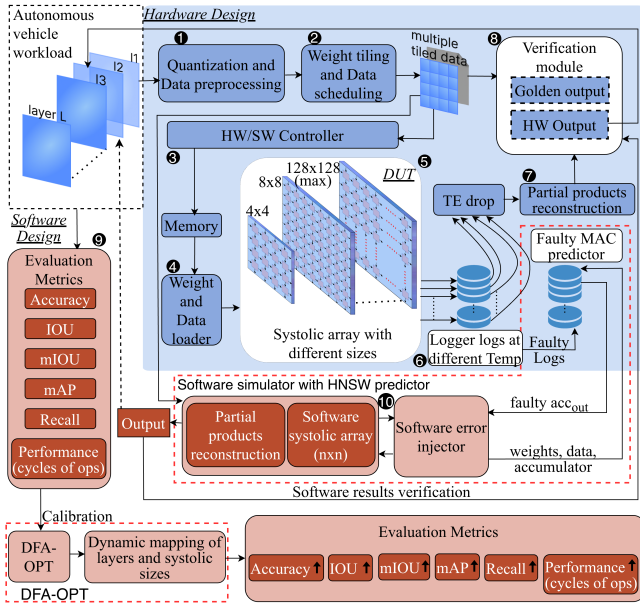 Autonomous
vehicle
workload
l1
l2
l3
layer L
Hardware Design
1
Quantization and
Data preprocessing
2
Weight tiling
and Data
scheduling
multiple
tiled data
8
Verification
module
Golden output
HW Output
HW/SW Controller
3
Memory
4
Weight
and
Data
loader
5
DUT
128x128
(max)
8x8
4x4
Systolic array with
different sizes
TE drop
7
Partial products
reconstruction
Faulty MAC
predictor
6
Logger logs at
different Temp
Faulty
Logs
Software
Design
9
Evaluation
Metrics
Accuracy
IOU
mIOU
mAP
Recall
Performance
(cycles of ops)
Software simulator with HNSW predictor
Output
Partial
products
reconstruction
Software
systolic array
(nxn)
10
Software error
injector
faulty accout
weights, data,
accumulator
Software results verification
Calibration
DFA-
OPT
Dynamic mapping of
layers and systolic
sizes
DFA-OPT
Evaluation Metrics
Accuracy
IOU
mIOU
mAP
Recall
Performance
(cycles of ops)